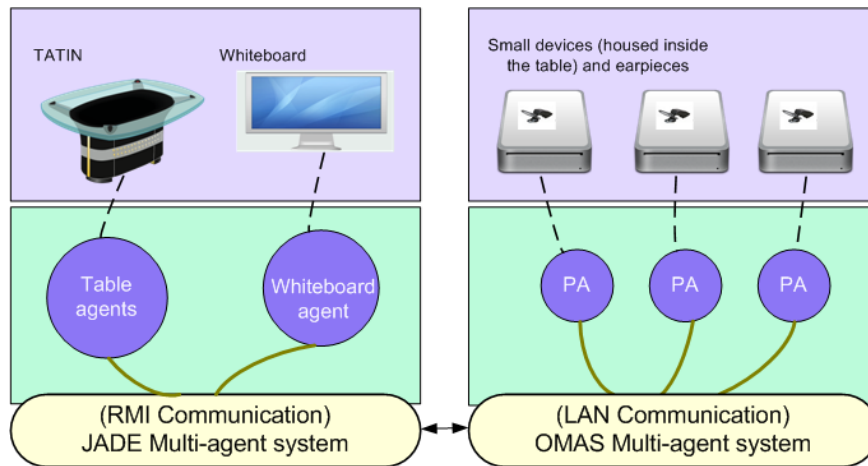 TATIN
Whiteboard
Small devices (housed inside
the table) and earpieces
Table
agents
Whiteboard
agent
PA
PA
PA
(RMI Communication)
JADE Multi-agent system
(LAN Communication)
OMAS Multi-agent system